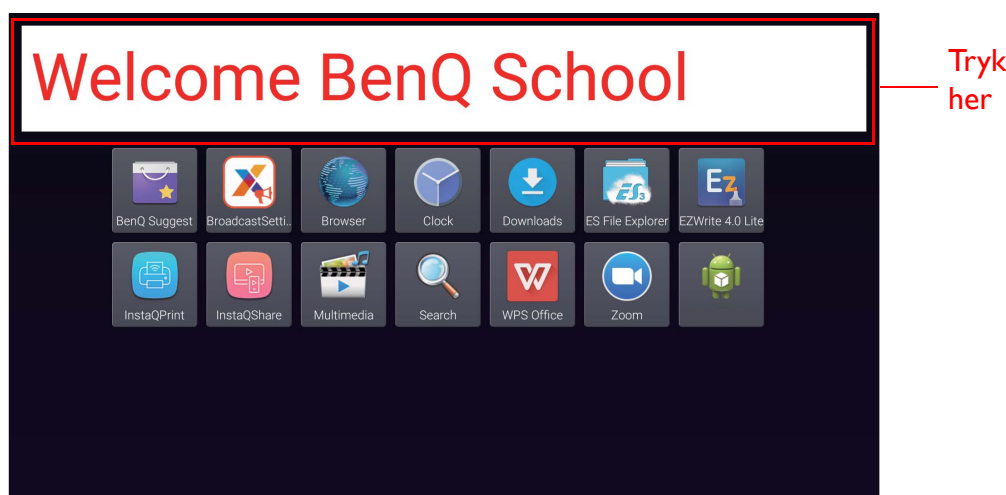 Welcome BenQ School
Tryk
her
BenQ Suggest BroadcastSetti.. Browser Clock Downloads ES File Explorer EZWrite 4.0 Lite
InstaQPrint InstaQShare Multimedia Search WPS Office Zoom